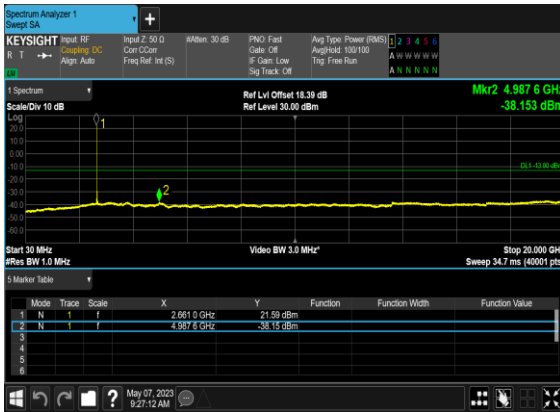 Spectrum Analyzer 1
Swept SA
+
KEYSIGHT
R T
LNI
Input: RF
Coupling: DC
Align: Auto
Input Z: 50 Ω
Corr CCorr
Freq Ref: Int (S)
#Atten: 30 dB
PNO: Fast
Gate: Off
IF Gain: Low
Sig Track: Off
Avg Type: Power (RMS)
Avg|Hold: 100/100
Trig: Free Run
1 2 3 4 5 6
A W W W W W
A N N N N N
1 Spectrum
Scale/Div 10 dB
Ref Lvl Offset 18.39 dB
Ref Level 30.00 dBm
Mkr2 4.987 6 GHz
-38.153 dBm
Log
20.0
10.0
0.00
-10.0
-20.0
-30.0
-40.0
-50.0
-60.0
1
2
DL1 -13.00 dBm
Start 30 MHz
#Res BW 1.0 MHz
Video BW 3.0 MHz*
Stop 20.000 GHz
Sweep 34.7 ms (40001 pts)
5 Marker Table
Mode Trace Scale X Y Function Function Width Function Value
1 N 1 f 2.661 0 GHz 21.59 dBm
2 N 1 f 4.987 6 GHz -38.15 dBm
3
4
5
6
?
May 07, 2023
9:27:12 AM